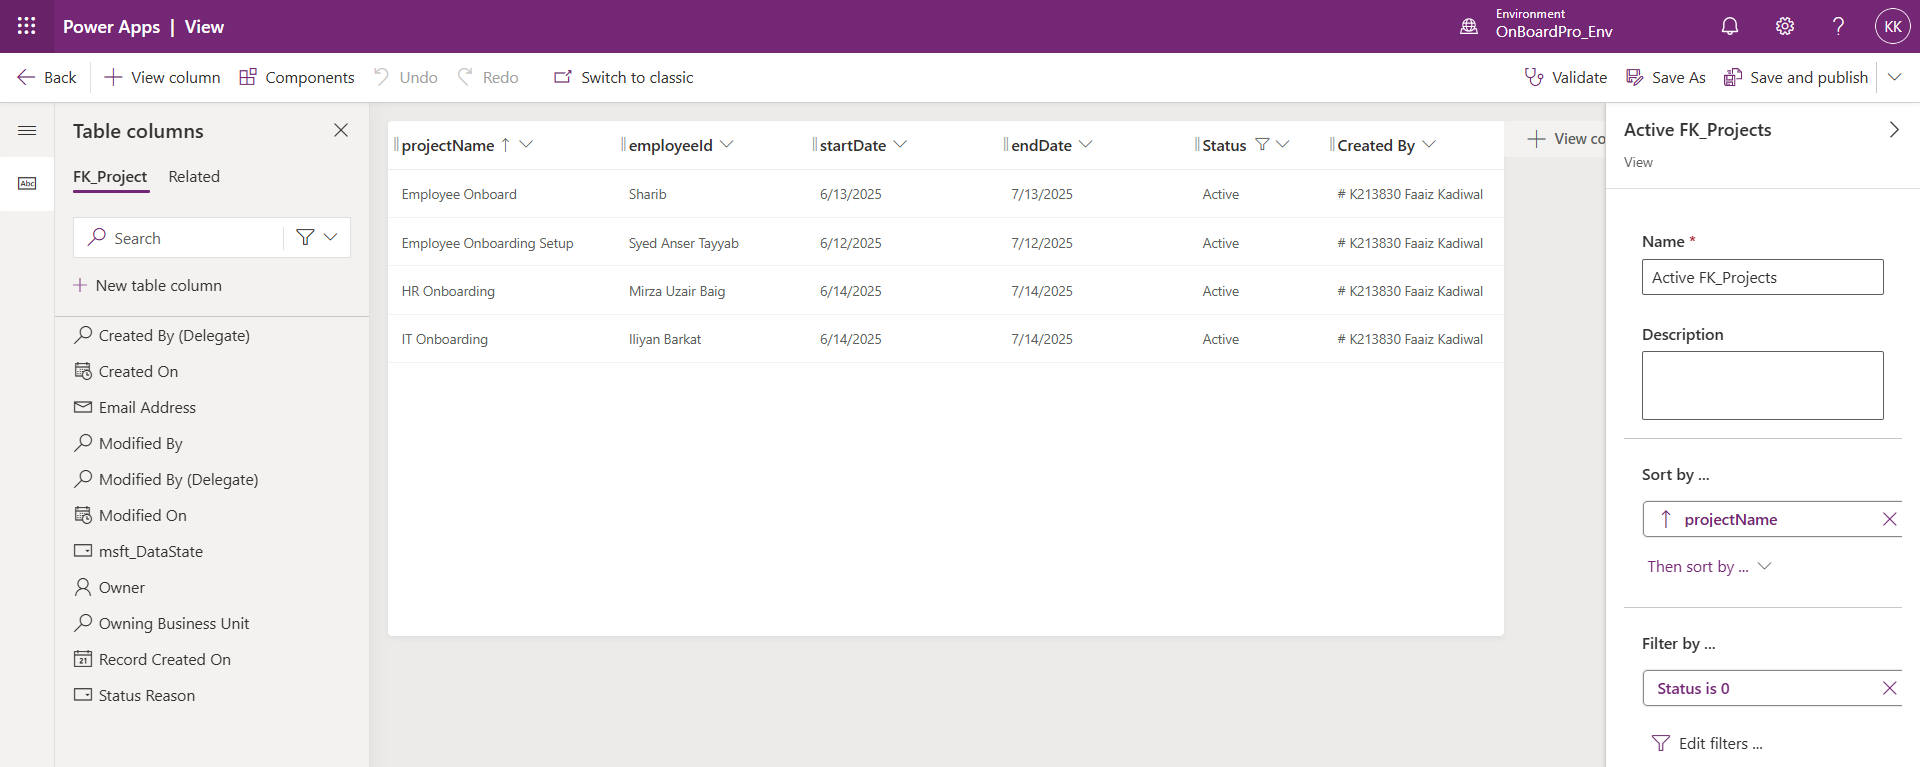 Power Apps | View
Environment
OnBoardPro_Env
KK
Back
View column
Components
Undo
Redo
Switch to classic
Validate
Save As
Save and publish
Abc
Table columns
FK_Project
Related
Search
New table column
Created By (Delegate)
Created On
Email Address
Modified By
Modified By (Delegate)
Modified On
msft_DataState
Owner
Owning Business Unit
21
Record Created On
Status Reason
projectName employeeId startDate endDate Status Created By
Employee Onboard Sharib 6/13/2025 7/13/2025 Active # K213830 Faaiz Kadiwal
Employee Onboarding Setup Syed Anser Tayyab 6/12/2025 7/12/2025 Active # K213830 Faaiz Kadiwal
HR Onboarding Mirza Uzair Baig 6/14/2025 7/14/2025 Active # K213830 Faaiz Kadiwal
IT Onboarding Iliyan Barkat 6/14/2025 7/14/2025 Active # K213830 Faaiz Kadiwal
View co
Active FK_Projects
View
Name *
Active FK_Projects
Description
Sort by ...
projectName
Then sort by ...
Filter by ...
Status is 0
Edit filters ...